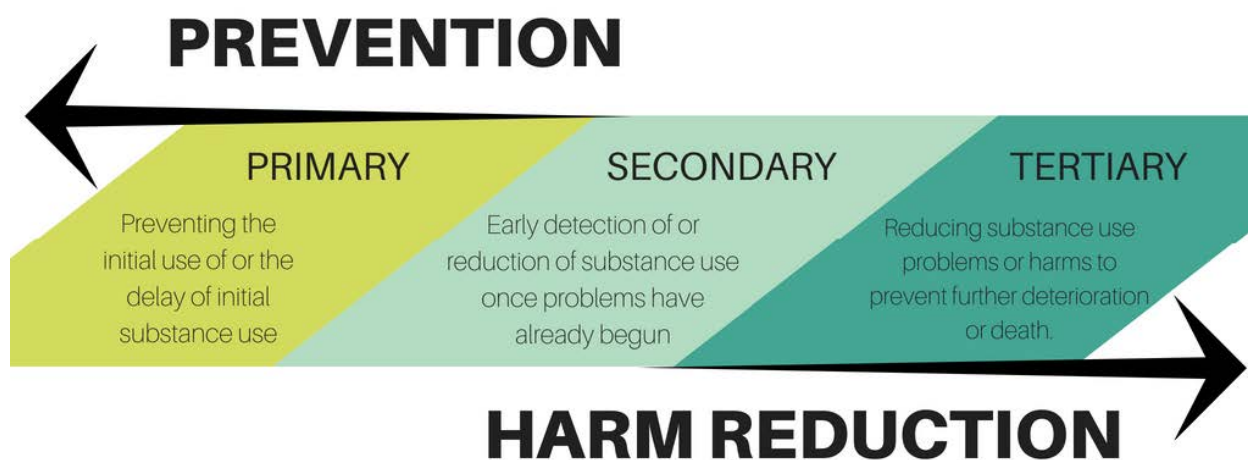 PREVENTION
PRIMARY
Preventing the
initial use of or the
delay of initial
substance use
SECONDARY
Early detection of or
reduction of substance use
once problems have
already begun
TERTIARY
Reducing substance use
problems or harms to
prevent further deterioration
or death.
HARM REDUCTION